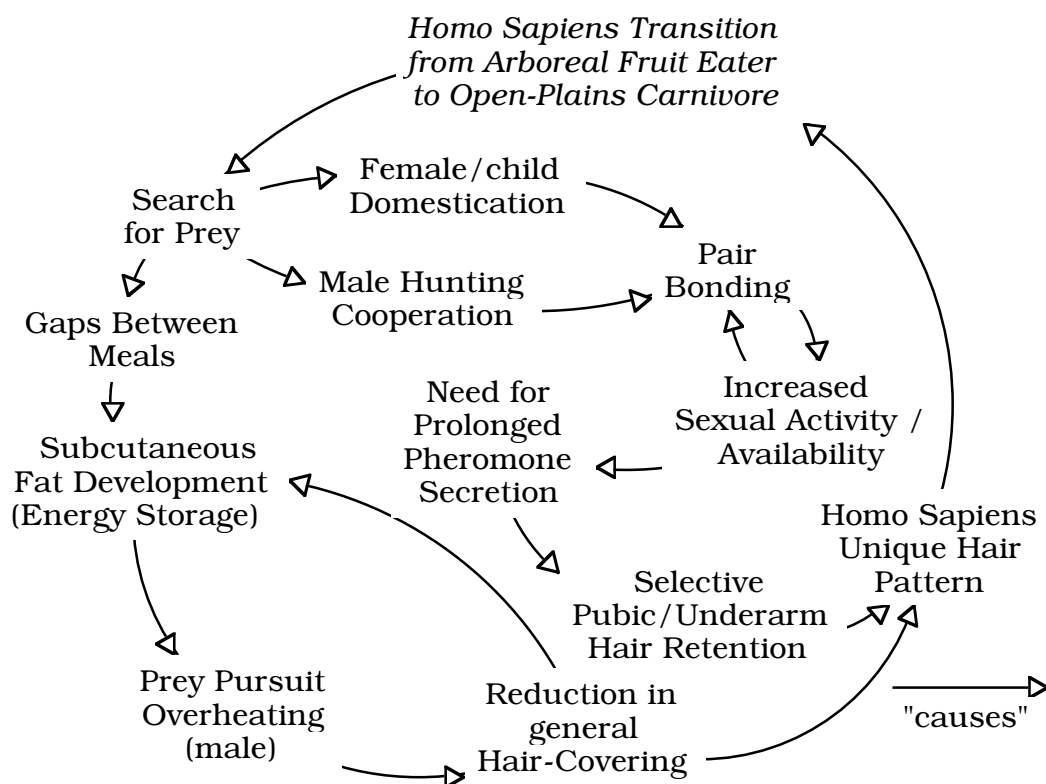 Homo Sapiens Transition
from Arboreal Fruit Eater
to Open-Plains Carnivore
Search
for Prey
Female/child
Domestication
Male Hunting
Cooperation
Pair
Bonding
Gaps Between
Meals
Increased
Sexual Activity /
Availability
Need for
Prolonged
Pheromone
Secretion
Subcutaneous
Fat Development
(Energy Storage)
Homo Sapiens
Unique Hair
Pattern
Selective
Pubic/Underarm
Hair Retention
Prey Pursuit
Overheating
(male)
Reduction in
general
Hair-Covering
"causes"